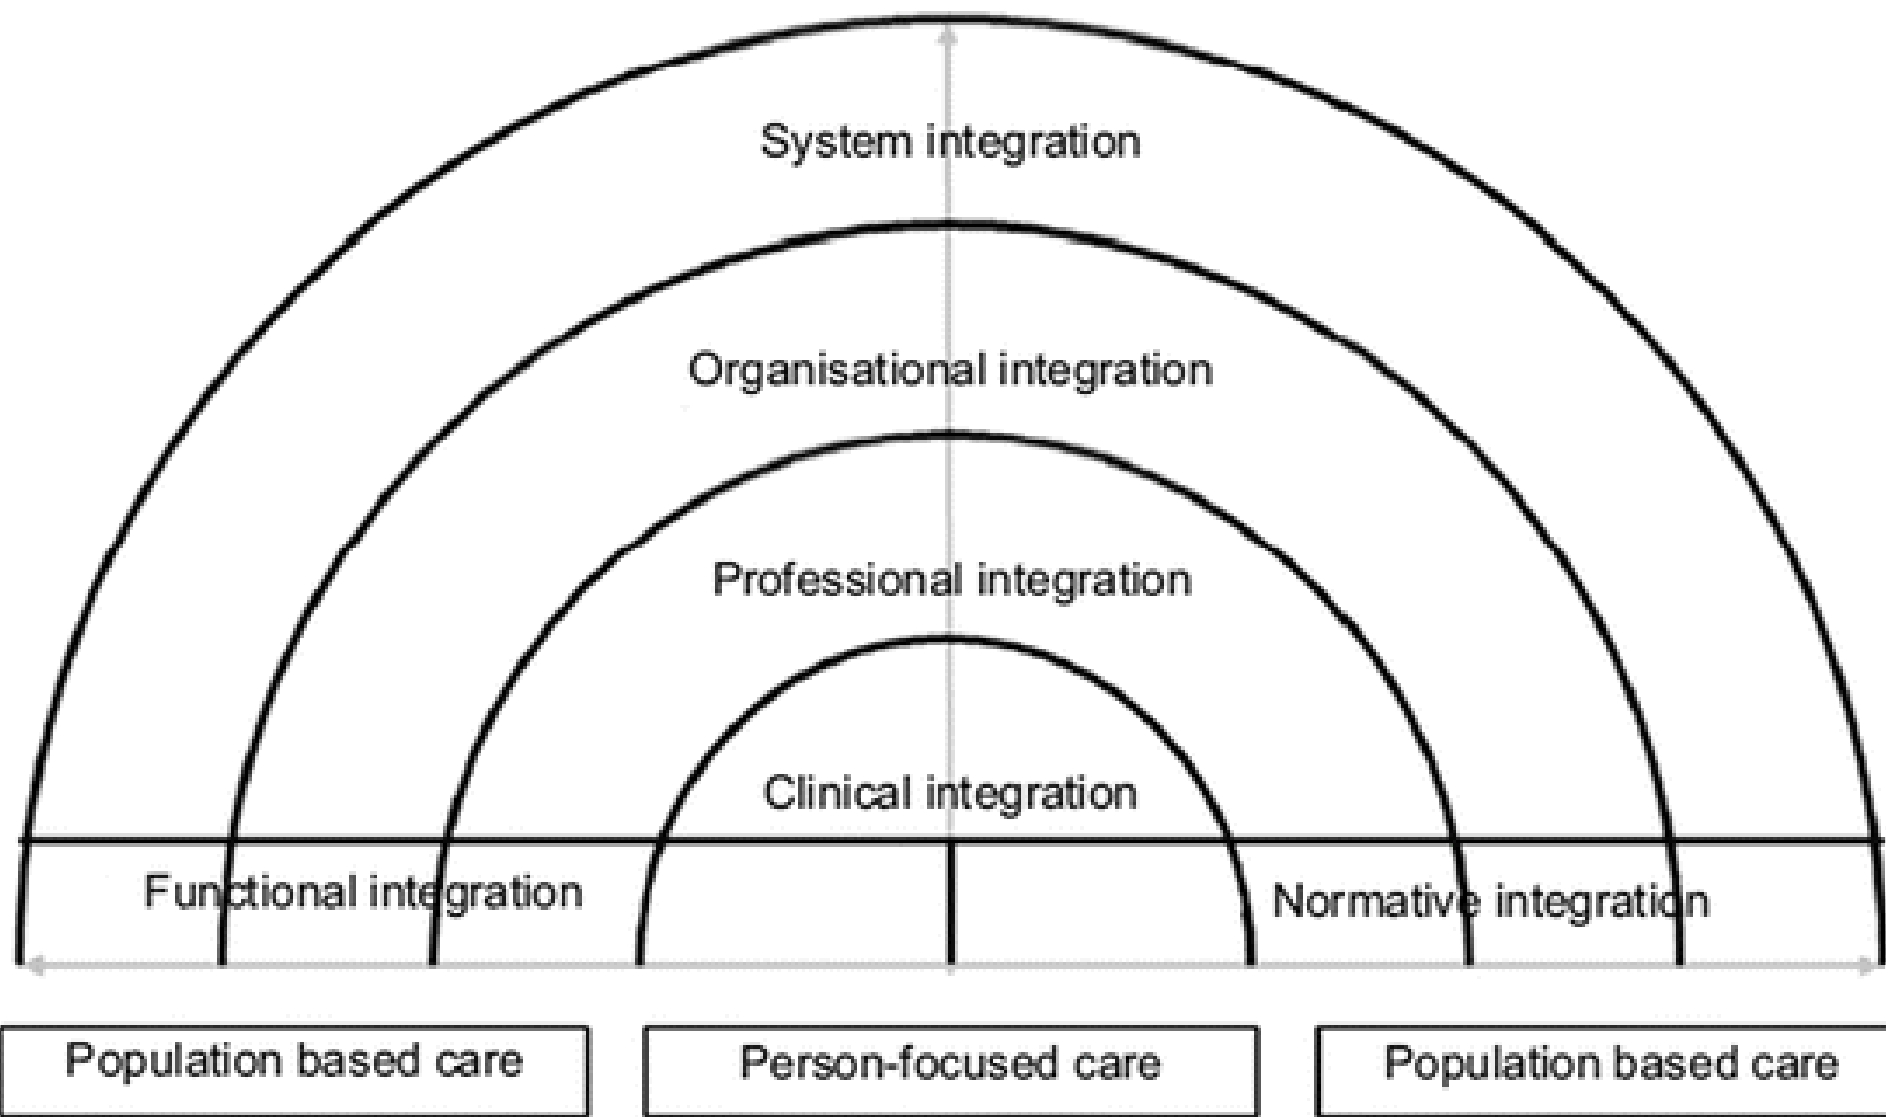 System integration
Organisational integration
Professional integration
Clinical integration
Functional integration
Normative integration
Population based care
Person-focused care
Population based care